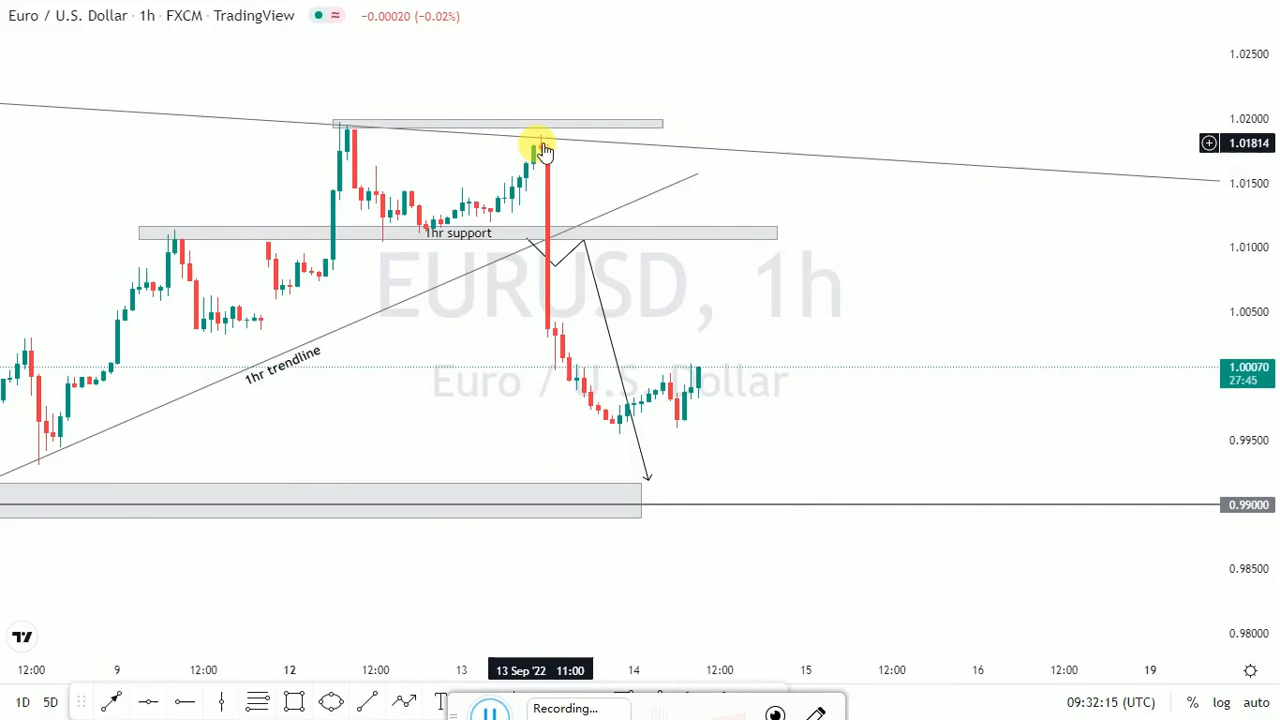 Euro / U.S. Dollar · 1h · FXCM · TradingView
−0.00020 (−0.02%)
1.02500
1.02000
1.01814
1.01500
1hr support
1.01000
EURUSD, 1h
1.00500
1hr trendline
1.00070
27:45
Euro / U.S. Dollar
0.99500
0.99000
0.98500
0.98000
12:00
9
12:00
12
12:00
13
13 Sep '22 11:00
14
12:00
15
12:00
16
12:00
19
1D
5D
T
Recording...
09:32:15 (UTC)
%
log
auto